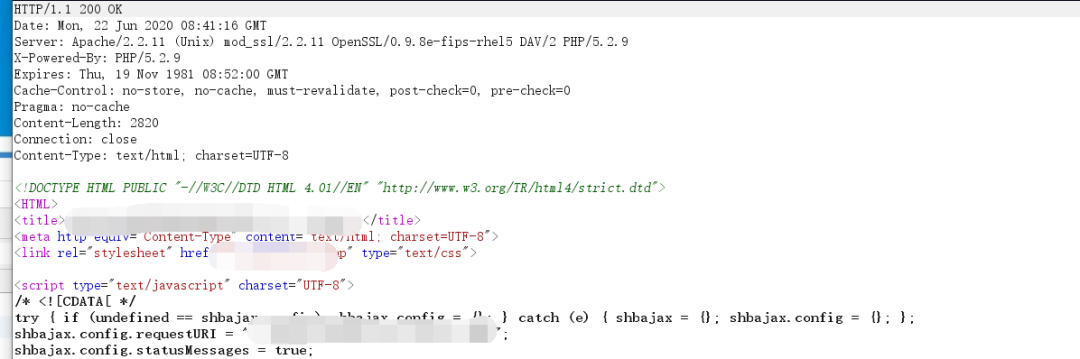 HTTP/1.1 200 OK
Date: Mon, 22 Jun 2020 08:41:16 GMT
Server: Apache/2.2.11 (Unix) mod_ssl/2.2.11 OpenSSL/0.9.8e-fips-rhel5 DAV/2 PHP/5.2.9
X-Powered-By: PHP/5.2.9
Expires: Thu, 19 Nov 1981 08:52:00 GMT
Cache-Control: no-store, no-cache, must-revalidate, post-check=0, pre-check=0
Pragma: no-cache
Content-Length: 2820
Connection: close
Content-Type: text/html; charset=UTF-8
<!DOCTYPE HTML PUBLIC "-//W3C//DTD HTML 4.01//EN" "http://www.w3.org/TR/html4/strict.dtd">
<HTML>
<title></title>
<meta http equiv= Content-Type" content= text/html; charset=UTF-8">
<link rel="stylesheet" href p" type="text/css">
<script type="text/javascript" charset="UTF-8">
/* <![CDATA[ */
try { if (undefined == shbajax. = {}; } catch (e) { shbajax = {}; shbajax.config = {}; };
shbajax.config.requestURI = " ";
shbajax.config.statusMessages = true;